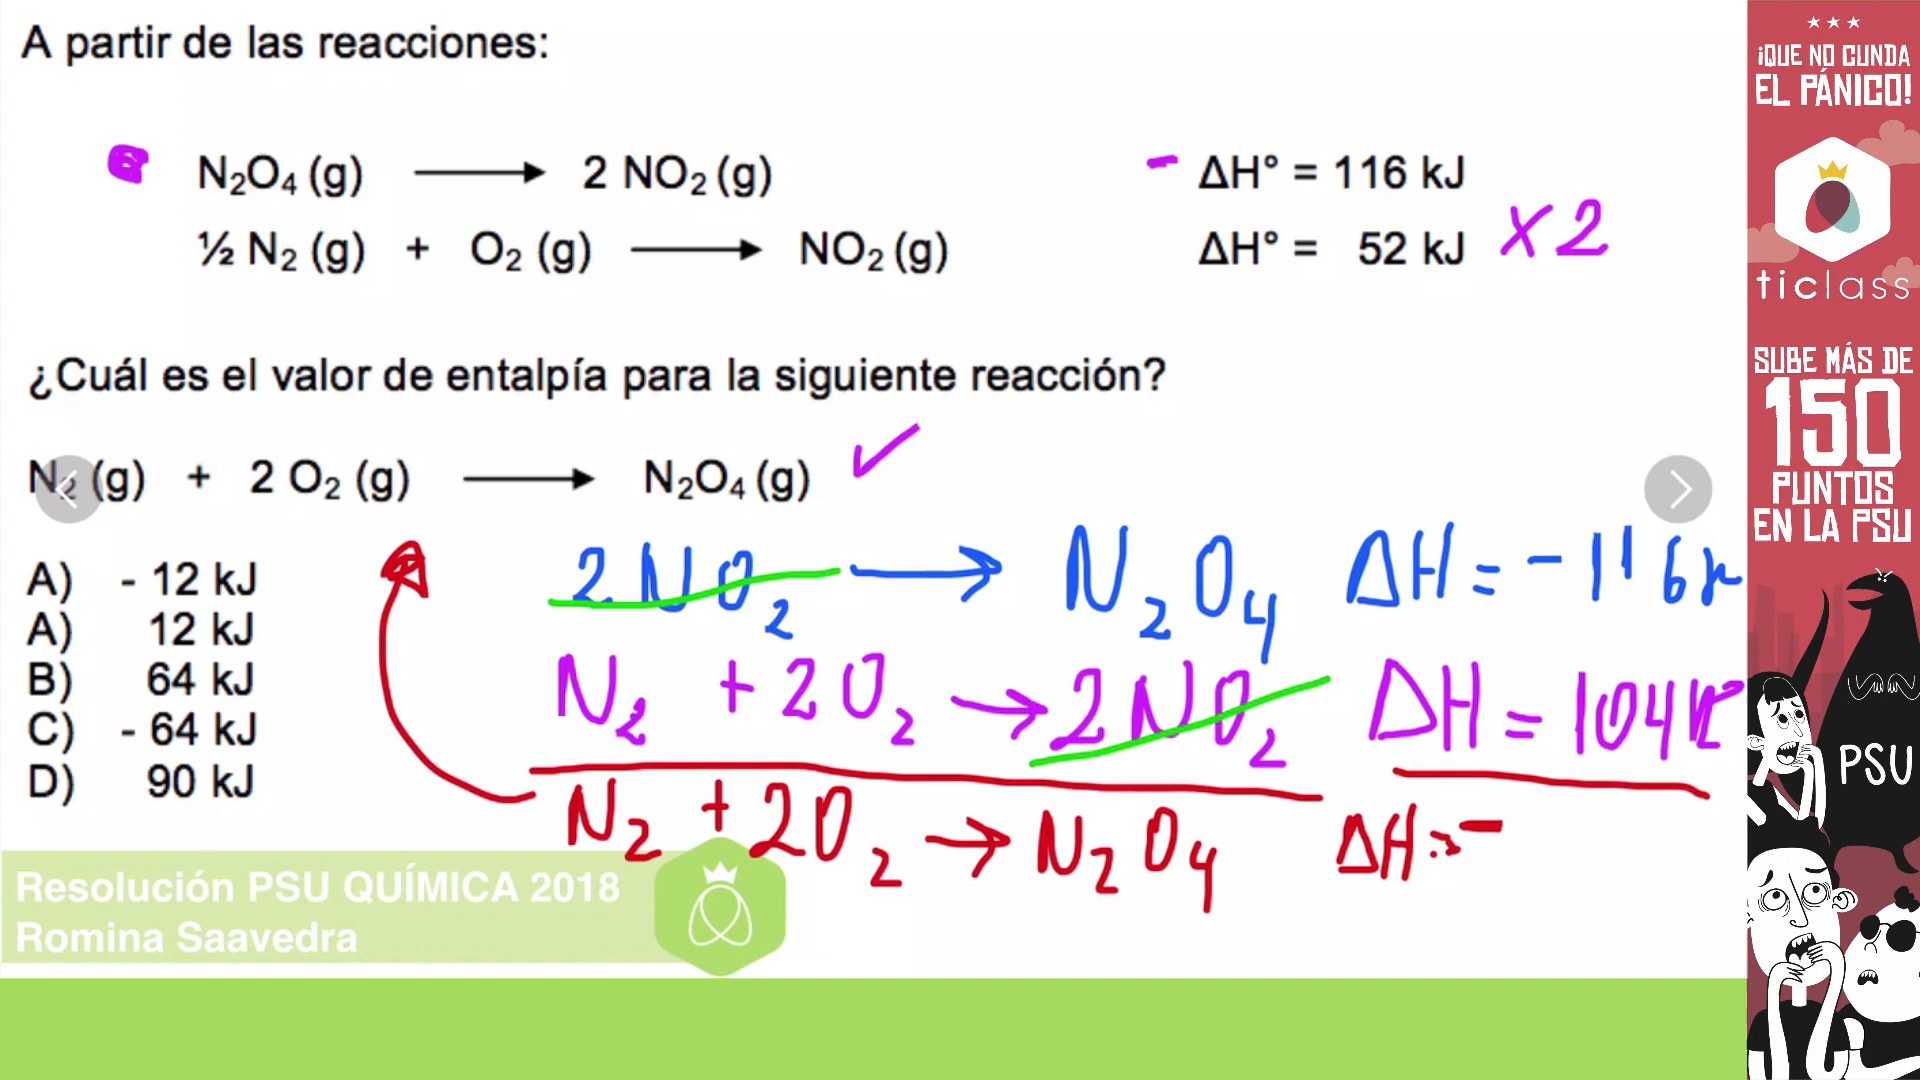 A partir de las reacciones:
N₂O₄ (g) → 2 NO₂ (g) - ΔH° = 116 kJ
½ N₂ (g) + O₂ (g) → NO₂ (g) ΔH° = 52 kJ x2
¿Cuál es el valor de entalpía para la siguiente reacción?
N₂ (g) + 2 O₂ (g) → N₂O₄ (g)
A) - 12 kJ
A) 12 kJ
B) 64 kJ
C) - 64 kJ
D) 90 kJ
2NO₂ → N₂O₄ ΔH = -116
N₂ + 2O₂ → 2NO₂ ΔH = 104
N₂ + 2O₂ → N₂O₄ ΔH = -
Resolución PSU QUÍMICA 2018
Romina Saavedra
¡QUE NO CUNDA
EL PÁNICO!
ticlass
SUBE MÁS DE
150
PUNTOS
EN LA PSU
PSU